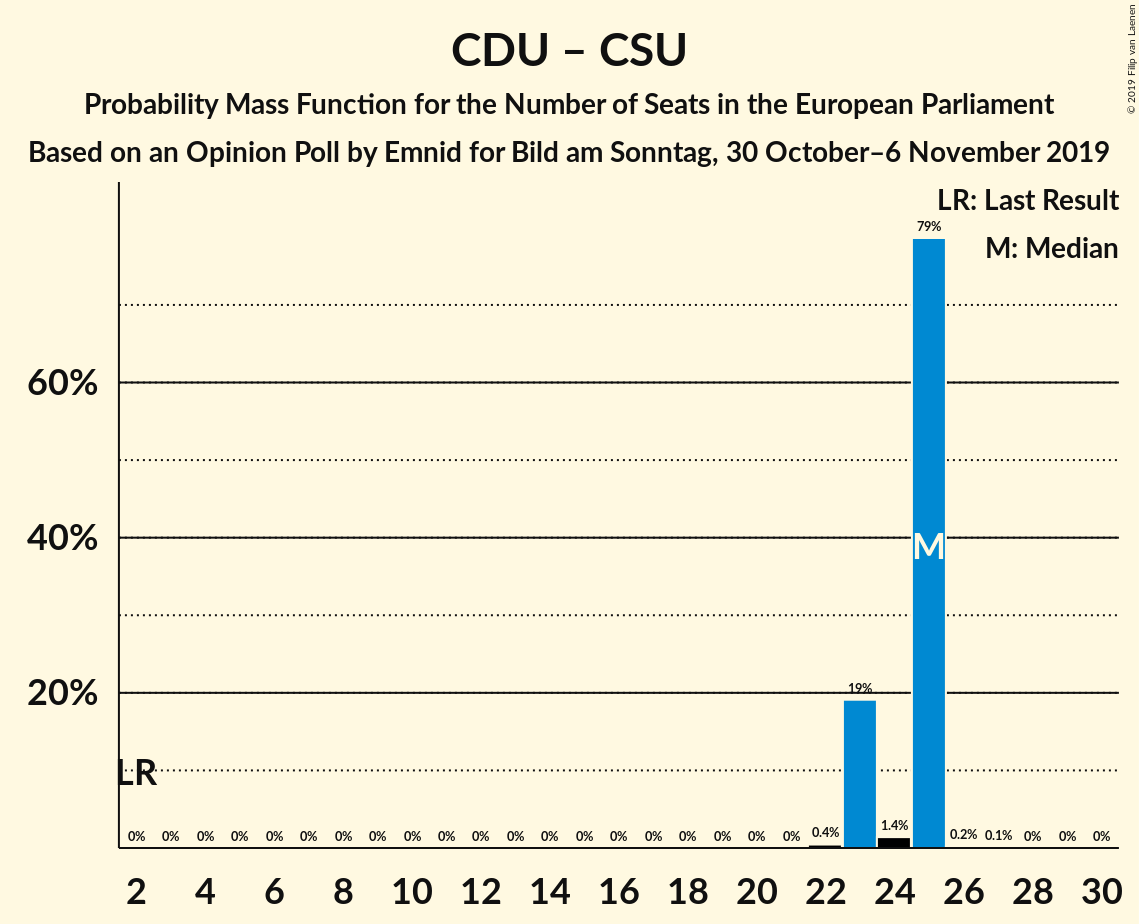 CDU – CSU
Probability Mass Function for the Number of Seats in the European Parliament
Based on an Opinion Poll by Emnid for Bild am Sonntag, 30 October–6 November 2019
© 2019 Filip van Laenen
LR: Last Result
M: Median
79%
60%
40%
M
20%
19%
LR
0% 0% 0% 0% 0% 0% 0% 0% 0% 0% 0% 0% 0% 0% 0% 0% 0% 0% 0% 0% 0.4% 1.4% 0.2% 0.1% 0% 0% 0%
2 4 6 8 10 12 14 16 18 20 22 24 26 28 30